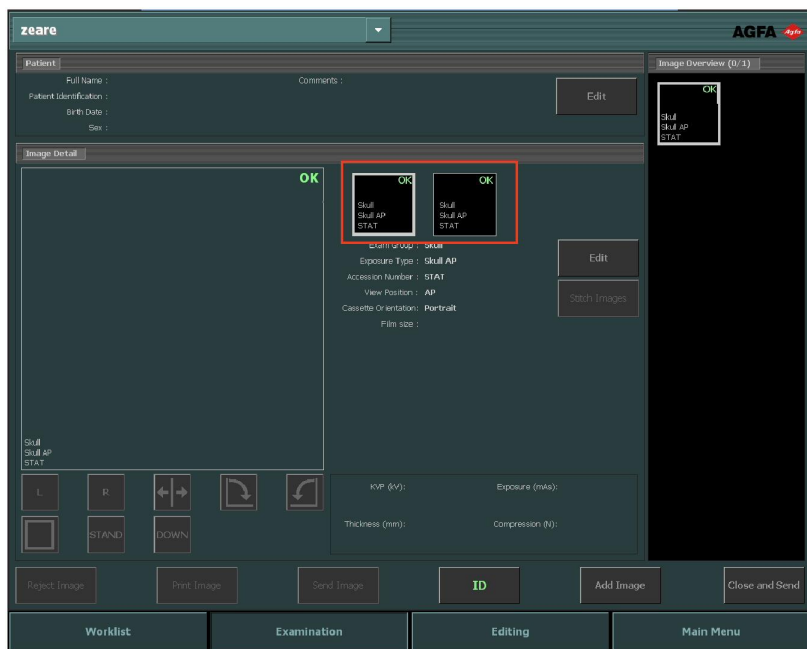 zeare
AGFA
Agfa
Patient
Full Name :
Patient Identification :
Birth Date :
Sex :
Comments :
Edit
Image Overview (0/1)
OK
Skull
Skull AP
STAT
Image Detail
OK
Skull
Skull AP
STAT
OK
Skull
Skull AP
STAT
OK
Skull
Skull AP
STAT
Exam Group : Skull
Exposure Type : Skull AP
Accession Number : STAT
View Position : AP
Cassette Orientation: Portrait
Film size :
Edit
Stitch Images
L
R
STAND
DOWN
KVP (kV):
Exposure (mAs):
Thickness (mm):
Compression (N):
Reject Image
Print Image
Send Image
ID
Add Image
Close and Send
Worklist
Examination
Editing
Main Menu